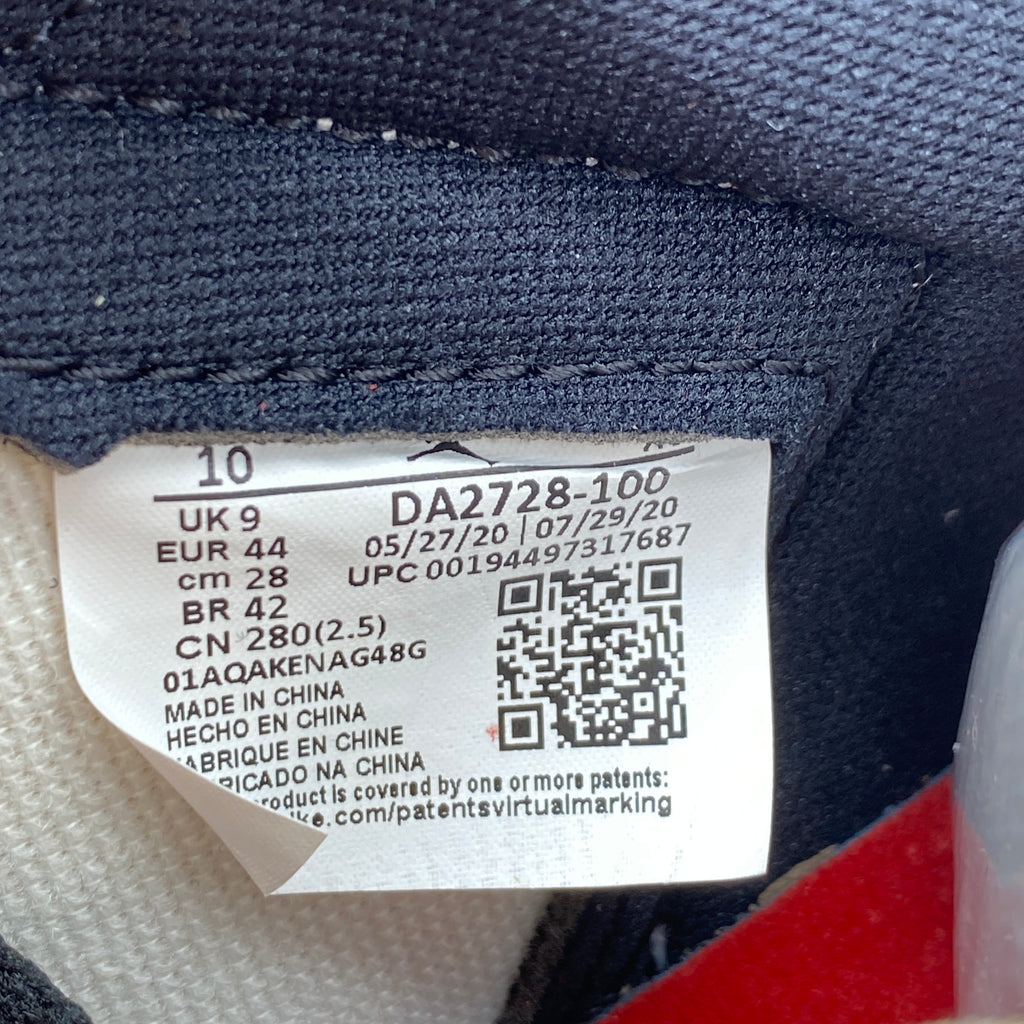 10
UK 9
EUR 44
cm 28
BR 42
CN 280(2.5)
01AQAKENAG48G
MADE IN CHINA
HECHO EN CHINA
ABRIQUE EN CHINE
RICADO NA CHINA
roduct is covered by one or more patents:
ike.com/patentsvirtualmarking
DA2728-100
05/27/20 | 07/29/20
UPC 00194497317687